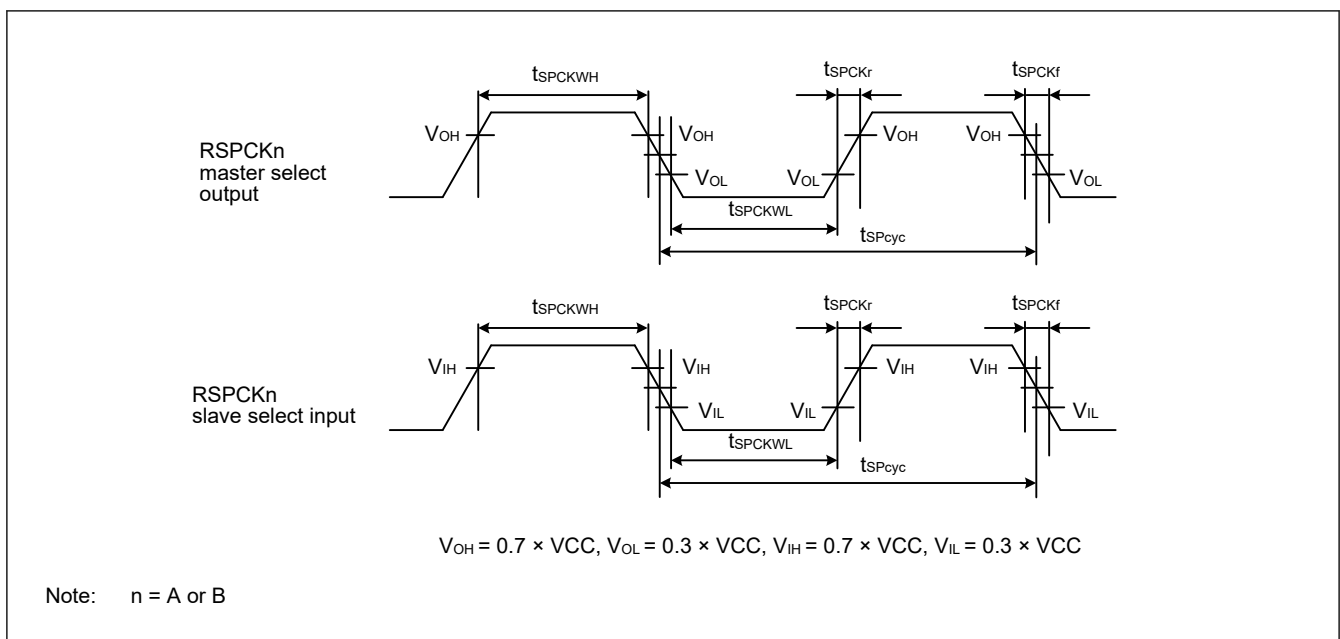 tSPCKWH tSPCKr tSPCKf
VOH VOH VOH VOH
RSPCKn
master select
output
VOL VOL VOL
tSPCKWL
tSPcyc
tSPCKWH tSPCKr tSPCKf
VIH VIH VIH VIH
RSPCKn
slave select input
VIL VIL VIL
tSPCKWL
tSPcyc
VOH = 0.7 × VCC, VOL = 0.3 × VCC, VIH = 0.7 × VCC, VIL = 0.3 × VCC
Note: n = A or B